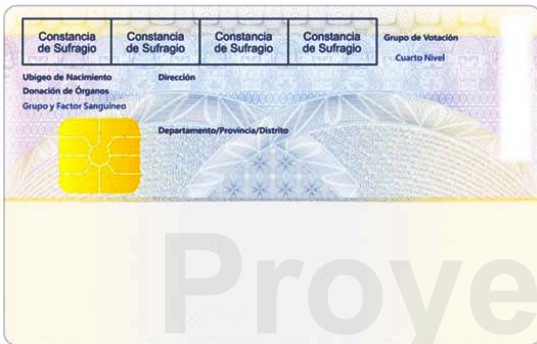 Constancia de Sufragio
Constancia de Sufragio
Constancia de Sufragio
Constancia de Sufragio
Grupo de Votación
Cuarto Nivel
Ubigeo de Nacimiento
Dirección
Donación de Órganos
Grupo y Factor Sanguineo
Departamento/Provincia/Distrito
Proye